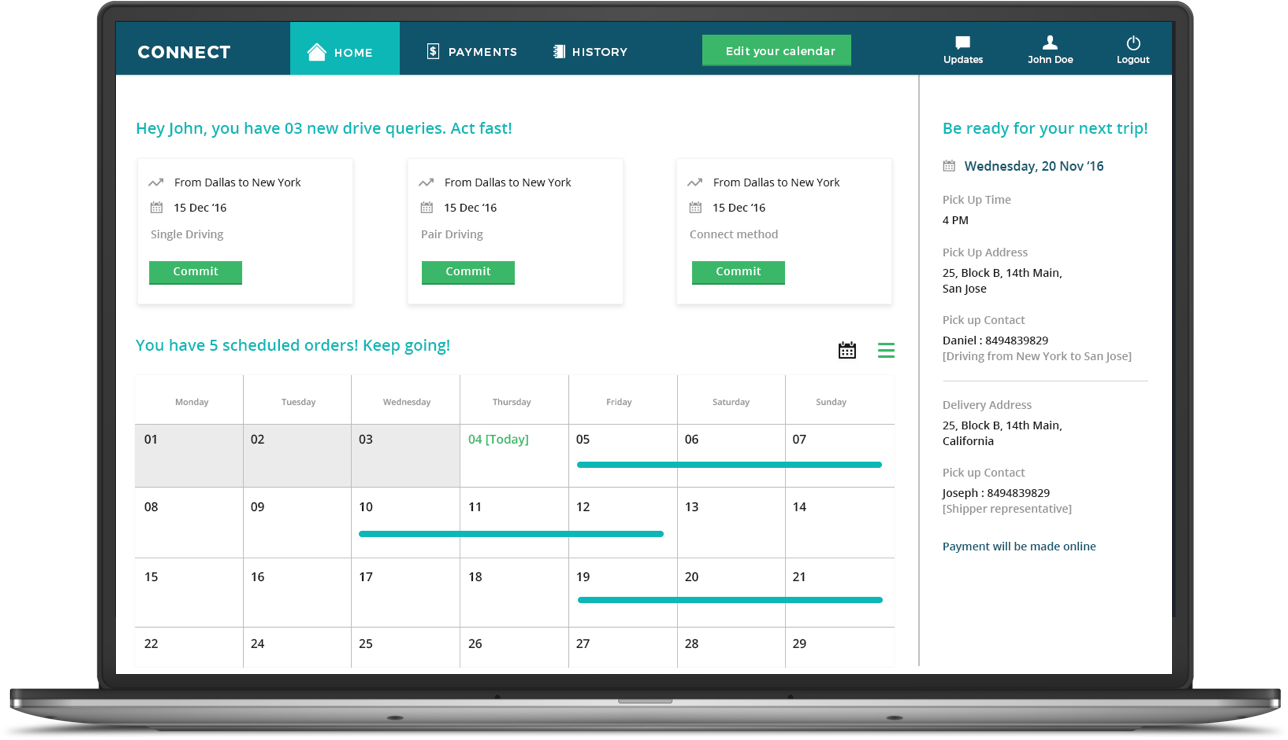 CONNECT
HOME
PAYMENTS
HISTORY
Edit your calendar
Updates
John Doe
Logout
Hey John, you have 03 new drive queries. Act fast!
From Dallas to New York
15 Dec ‘16
Single Driving
Commit
From Dallas to New York
15 Dec ‘16
Pair Driving
Commit
From Dallas to New York
15 Dec ‘16
Connect method
Commit
You have 5 scheduled orders! Keep going!
Monday Tuesday Wednesday Thursday Friday Saturday Sunday
01 02 03 04 [Today] 05 06 07
08 09 10 11 12 13 14
15 16 17 18 19 20 21
22 24 25 26 27 28 29
Be ready for your next trip!
Wednesday, 20 Nov ‘16
Pick Up Time
4 PM
Pick Up Address
25, Block B, 14th Main,
San Jose
Pick up Contact
Daniel : 8494839829
[Driving from New York to San Jose]
Delivery Address
25, Block B, 14th Main,
California
Pick up Contact
Joseph : 8494839829
[Shipper representative]
Payment will be made online